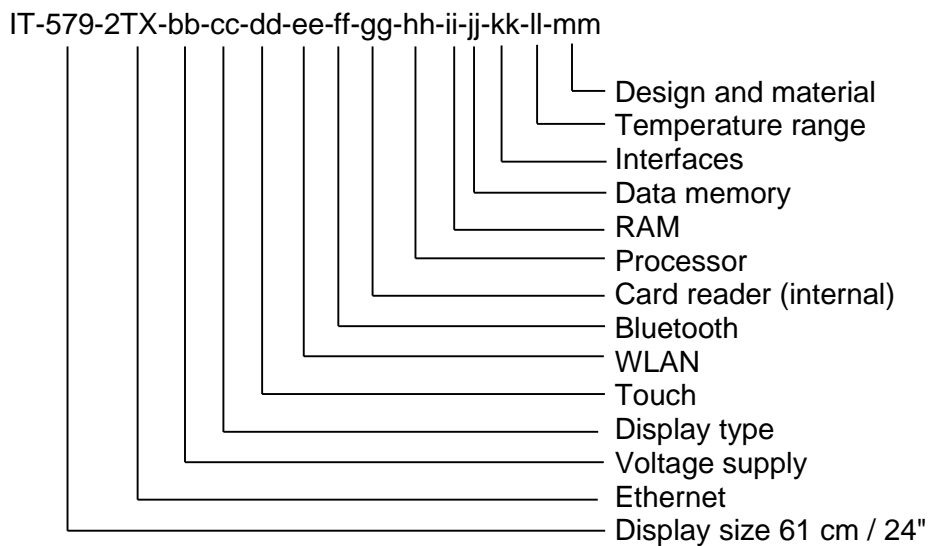 IT-579-2TX-bb-cc-dd-ee-ff-gg-hh-ii-jj-kk-ll-mm
Design and material
Temperature range
Interfaces
Data memory
RAM
Processor
Card reader (internal)
Bluetooth
WLAN
Touch
Display type
Voltage supply
Ethernet
Display size 61 cm / 24"